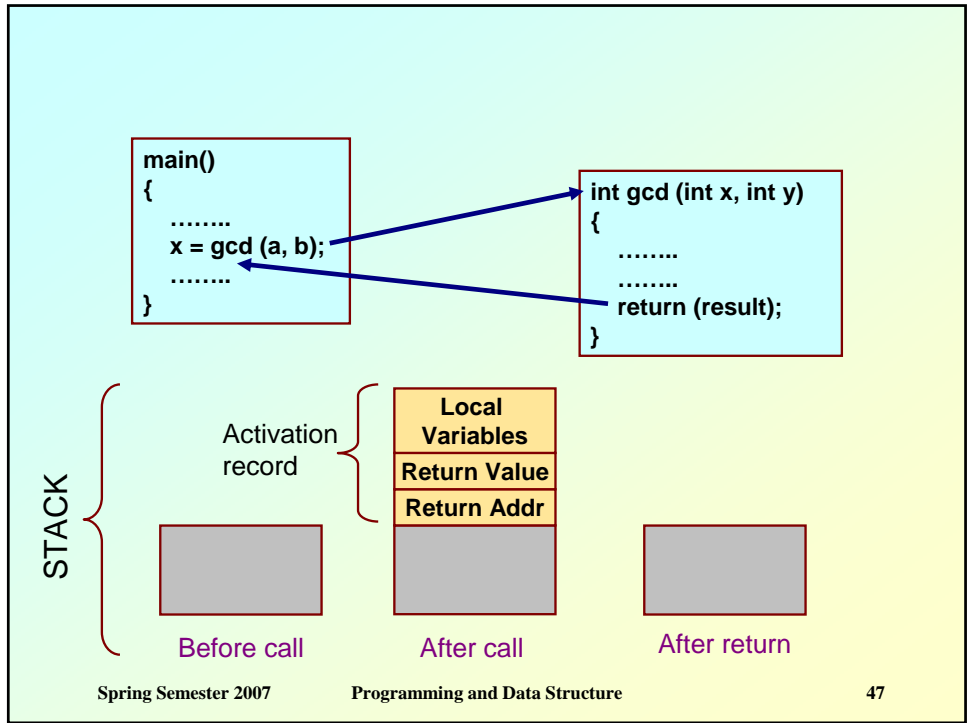 main()
{
……..
x = gcd (a, b);
……..
}
int gcd (int x, int y)
{
……..
……..
return (result);
}
STACK
Activation
record
Local
Variables
Return Value
Return Addr
Before call
After call
After return
Spring Semester 2007 Programming and Data Structure 47